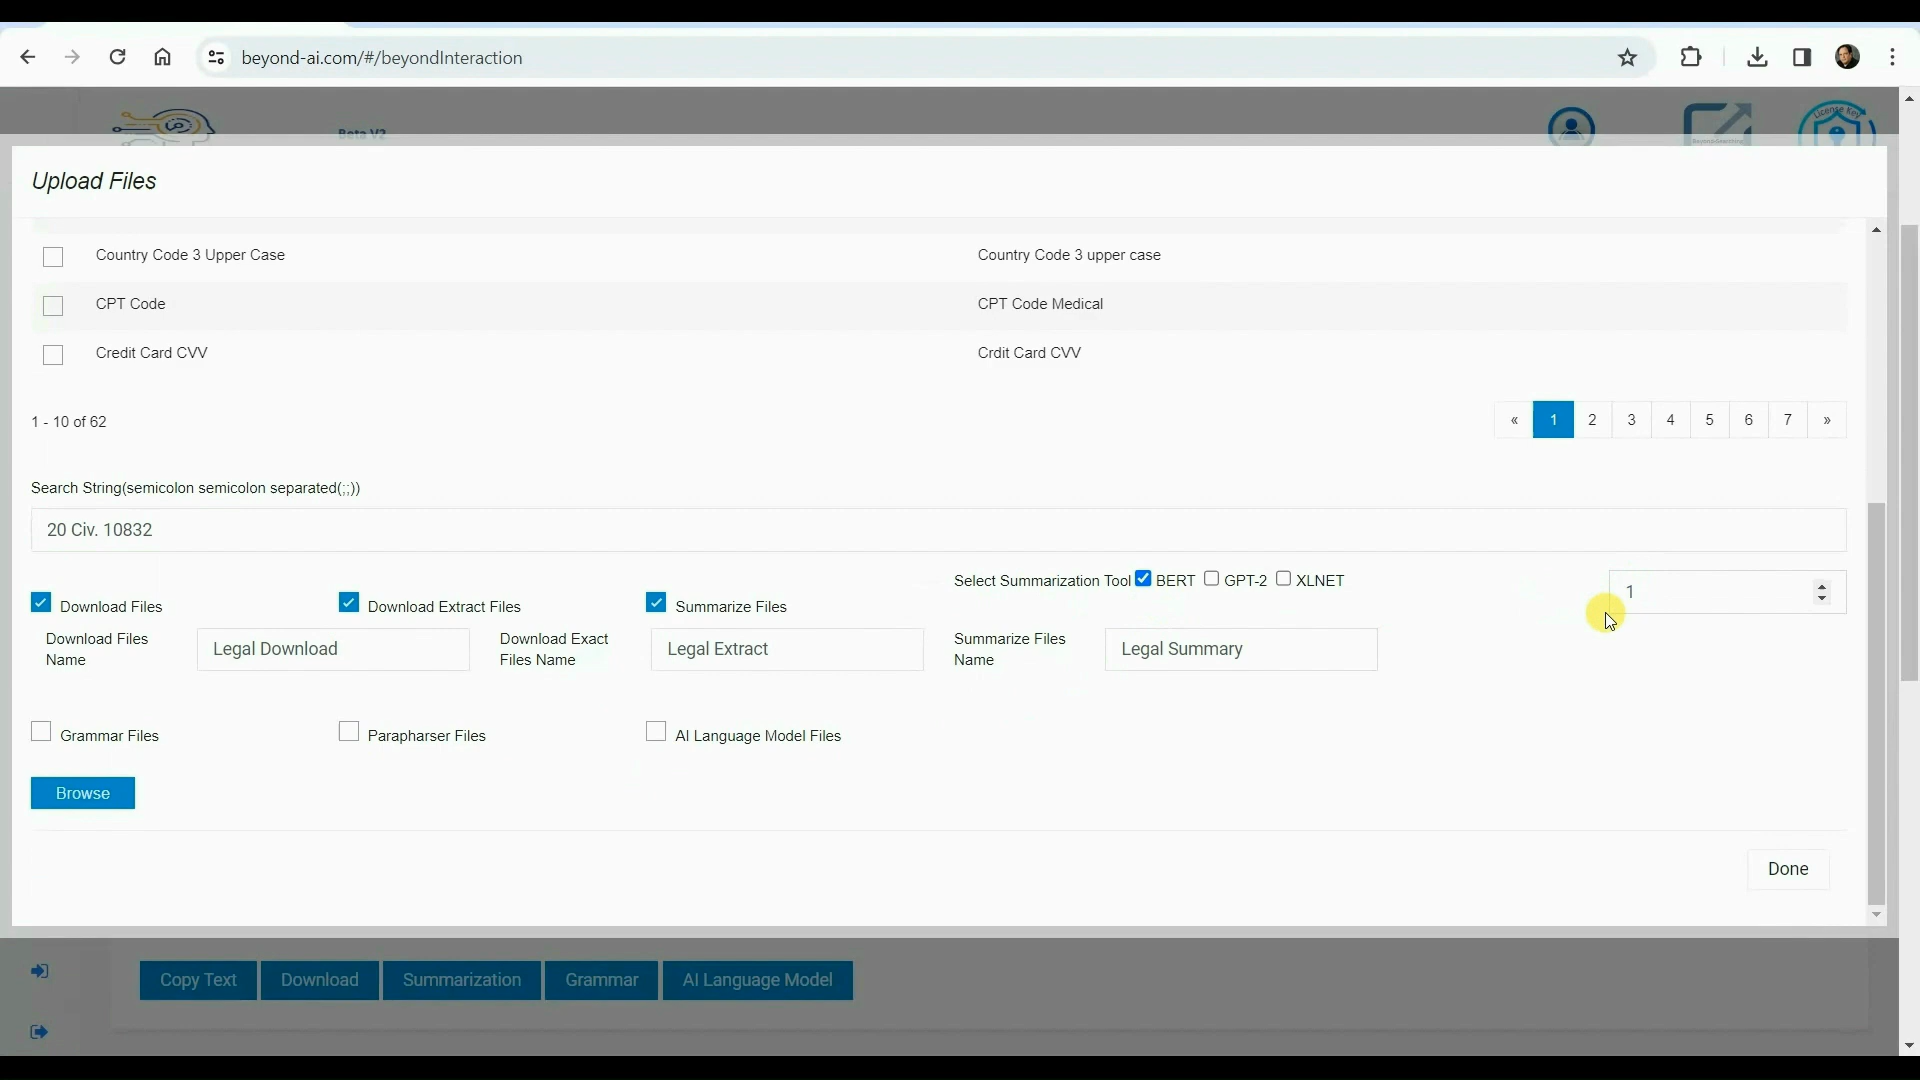 beyond-ai.com/#/beyondInteraction
Beta V2
License Key
Upload Files
Country Code 3 Upper Case Country Code 3 upper case
CPT Code CPT Code Medical
Credit Card CVV Crdit Card CVV
1 - 10 of 62 « 1 2 3 4 5 6 7 »
Search String(semicolon semicolon separated(;;))
20 Civ. 10832
Select Summarization Tool BERT GPT-2 XLNET 1
Download Files Download Extract Files Summarize Files
Download Files Name Legal Download Download Exact Files Name Legal Extract Summarize Files Name Legal Summary
Grammar Files Parapharser Files AI Language Model Files
Browse
Done
Copy Text Download Summarization Grammar AI Language Model